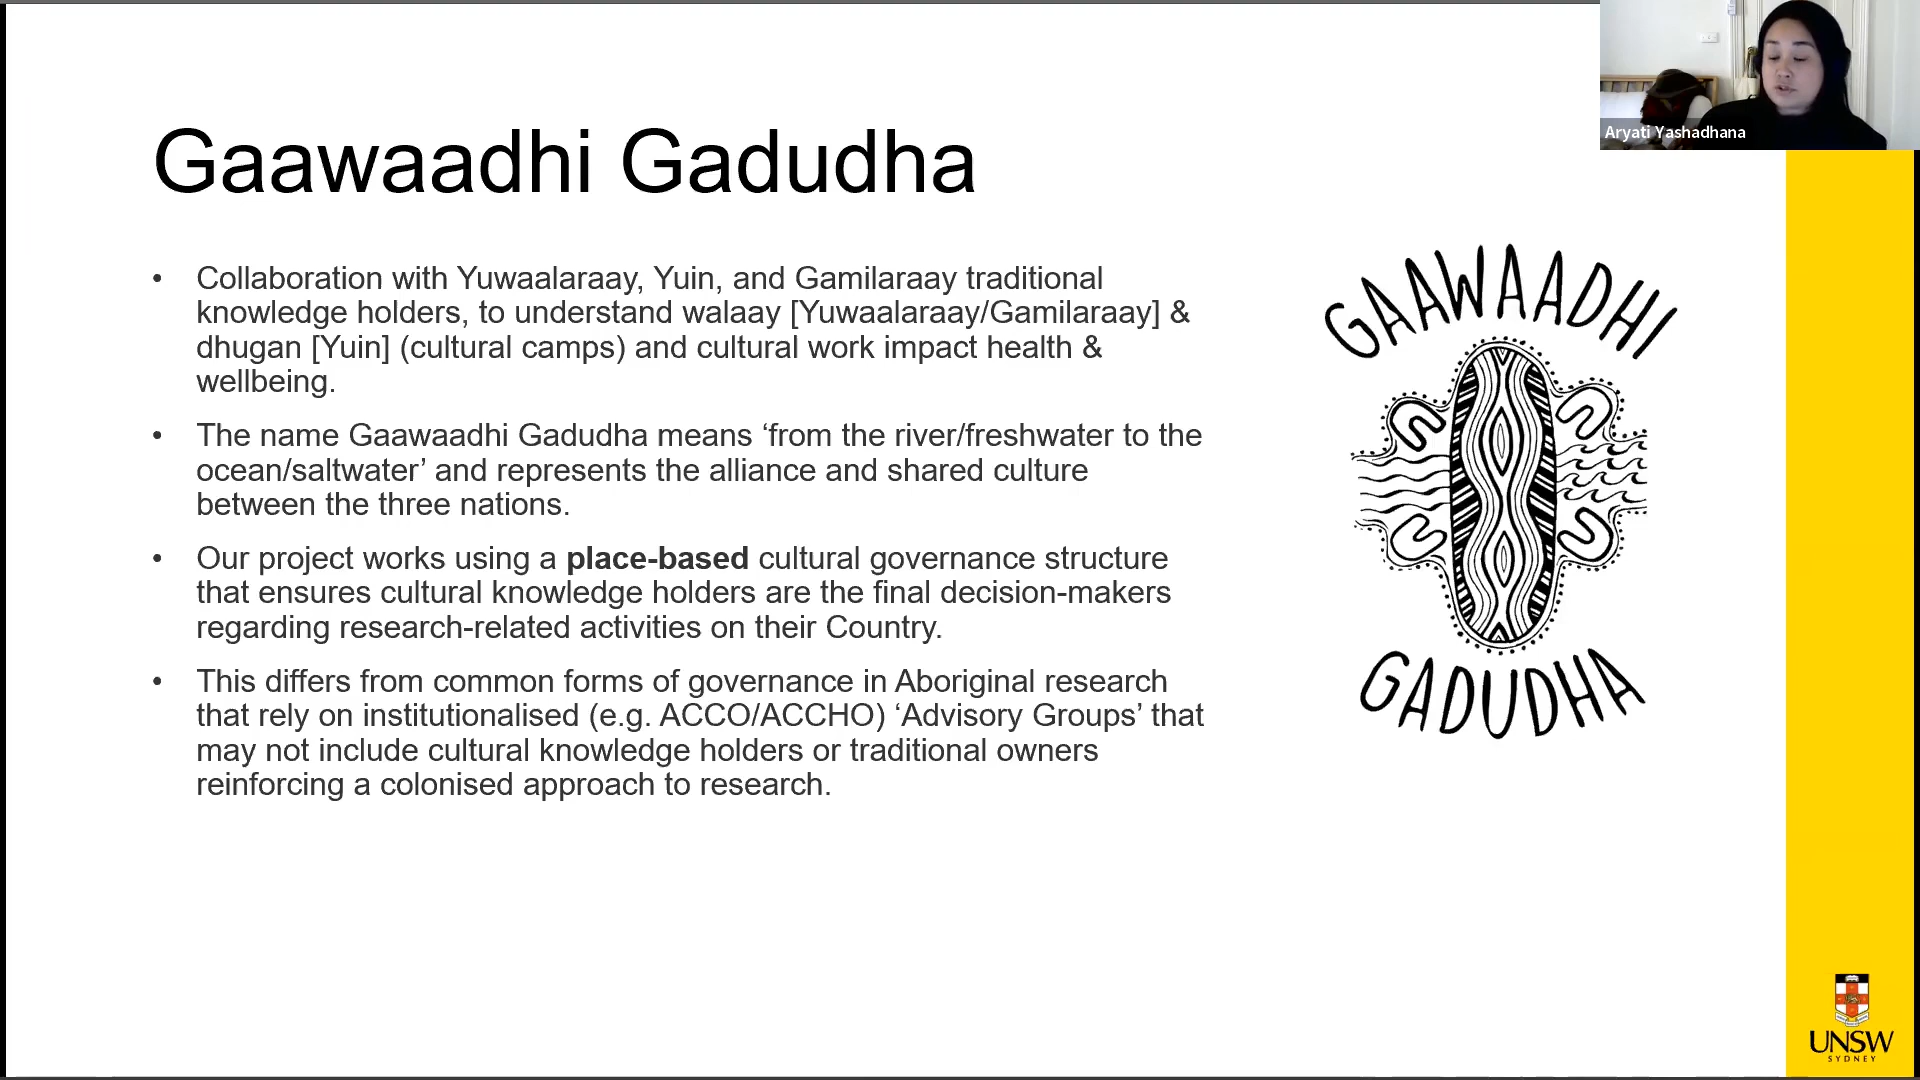 Aryati Yashadhana
Gaawaadhi Gadudha
• Collaboration with Yuwaalaraay, Yuin, and Gamilaraay traditional
knowledge holders, to understand walaay [Yuwaalaraay/Gamilaraay] &
dhugan [Yuin] (cultural camps) and cultural work impact health &
wellbeing.
• The name Gaawaadhi Gadudha means ‘from the river/freshwater to the
ocean/saltwater’ and represents the alliance and shared culture
between the three nations.
• Our project works using a place-based cultural governance structure
that ensures cultural knowledge holders are the final decision-makers
regarding research-related activities on their Country.
• This differs from common forms of governance in Aboriginal research
that rely on institutionalised (e.g. ACCO/ACCHO) ‘Advisory Groups’ that
may not include cultural knowledge holders or traditional owners
reinforcing a colonised approach to research.
GAAWAADHI
GADUDHA
UNSW
SYDNEY